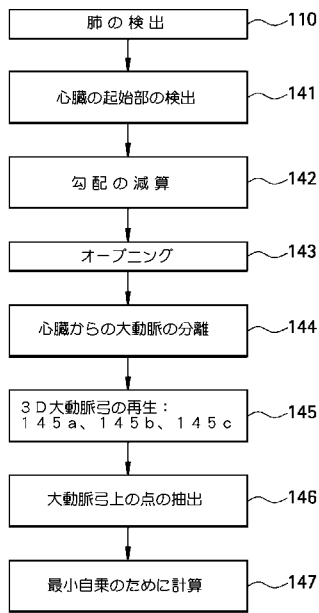 肺の検出
110
心臓の起始部の検出
141
勾配の減算
142
オープニング
143
心臓からの大動脈の分離
144
3D大動脈弓の再生:
145a、145b、145c
145
大動脈弓上の点の抽出
146
最小自乗のために計算
147